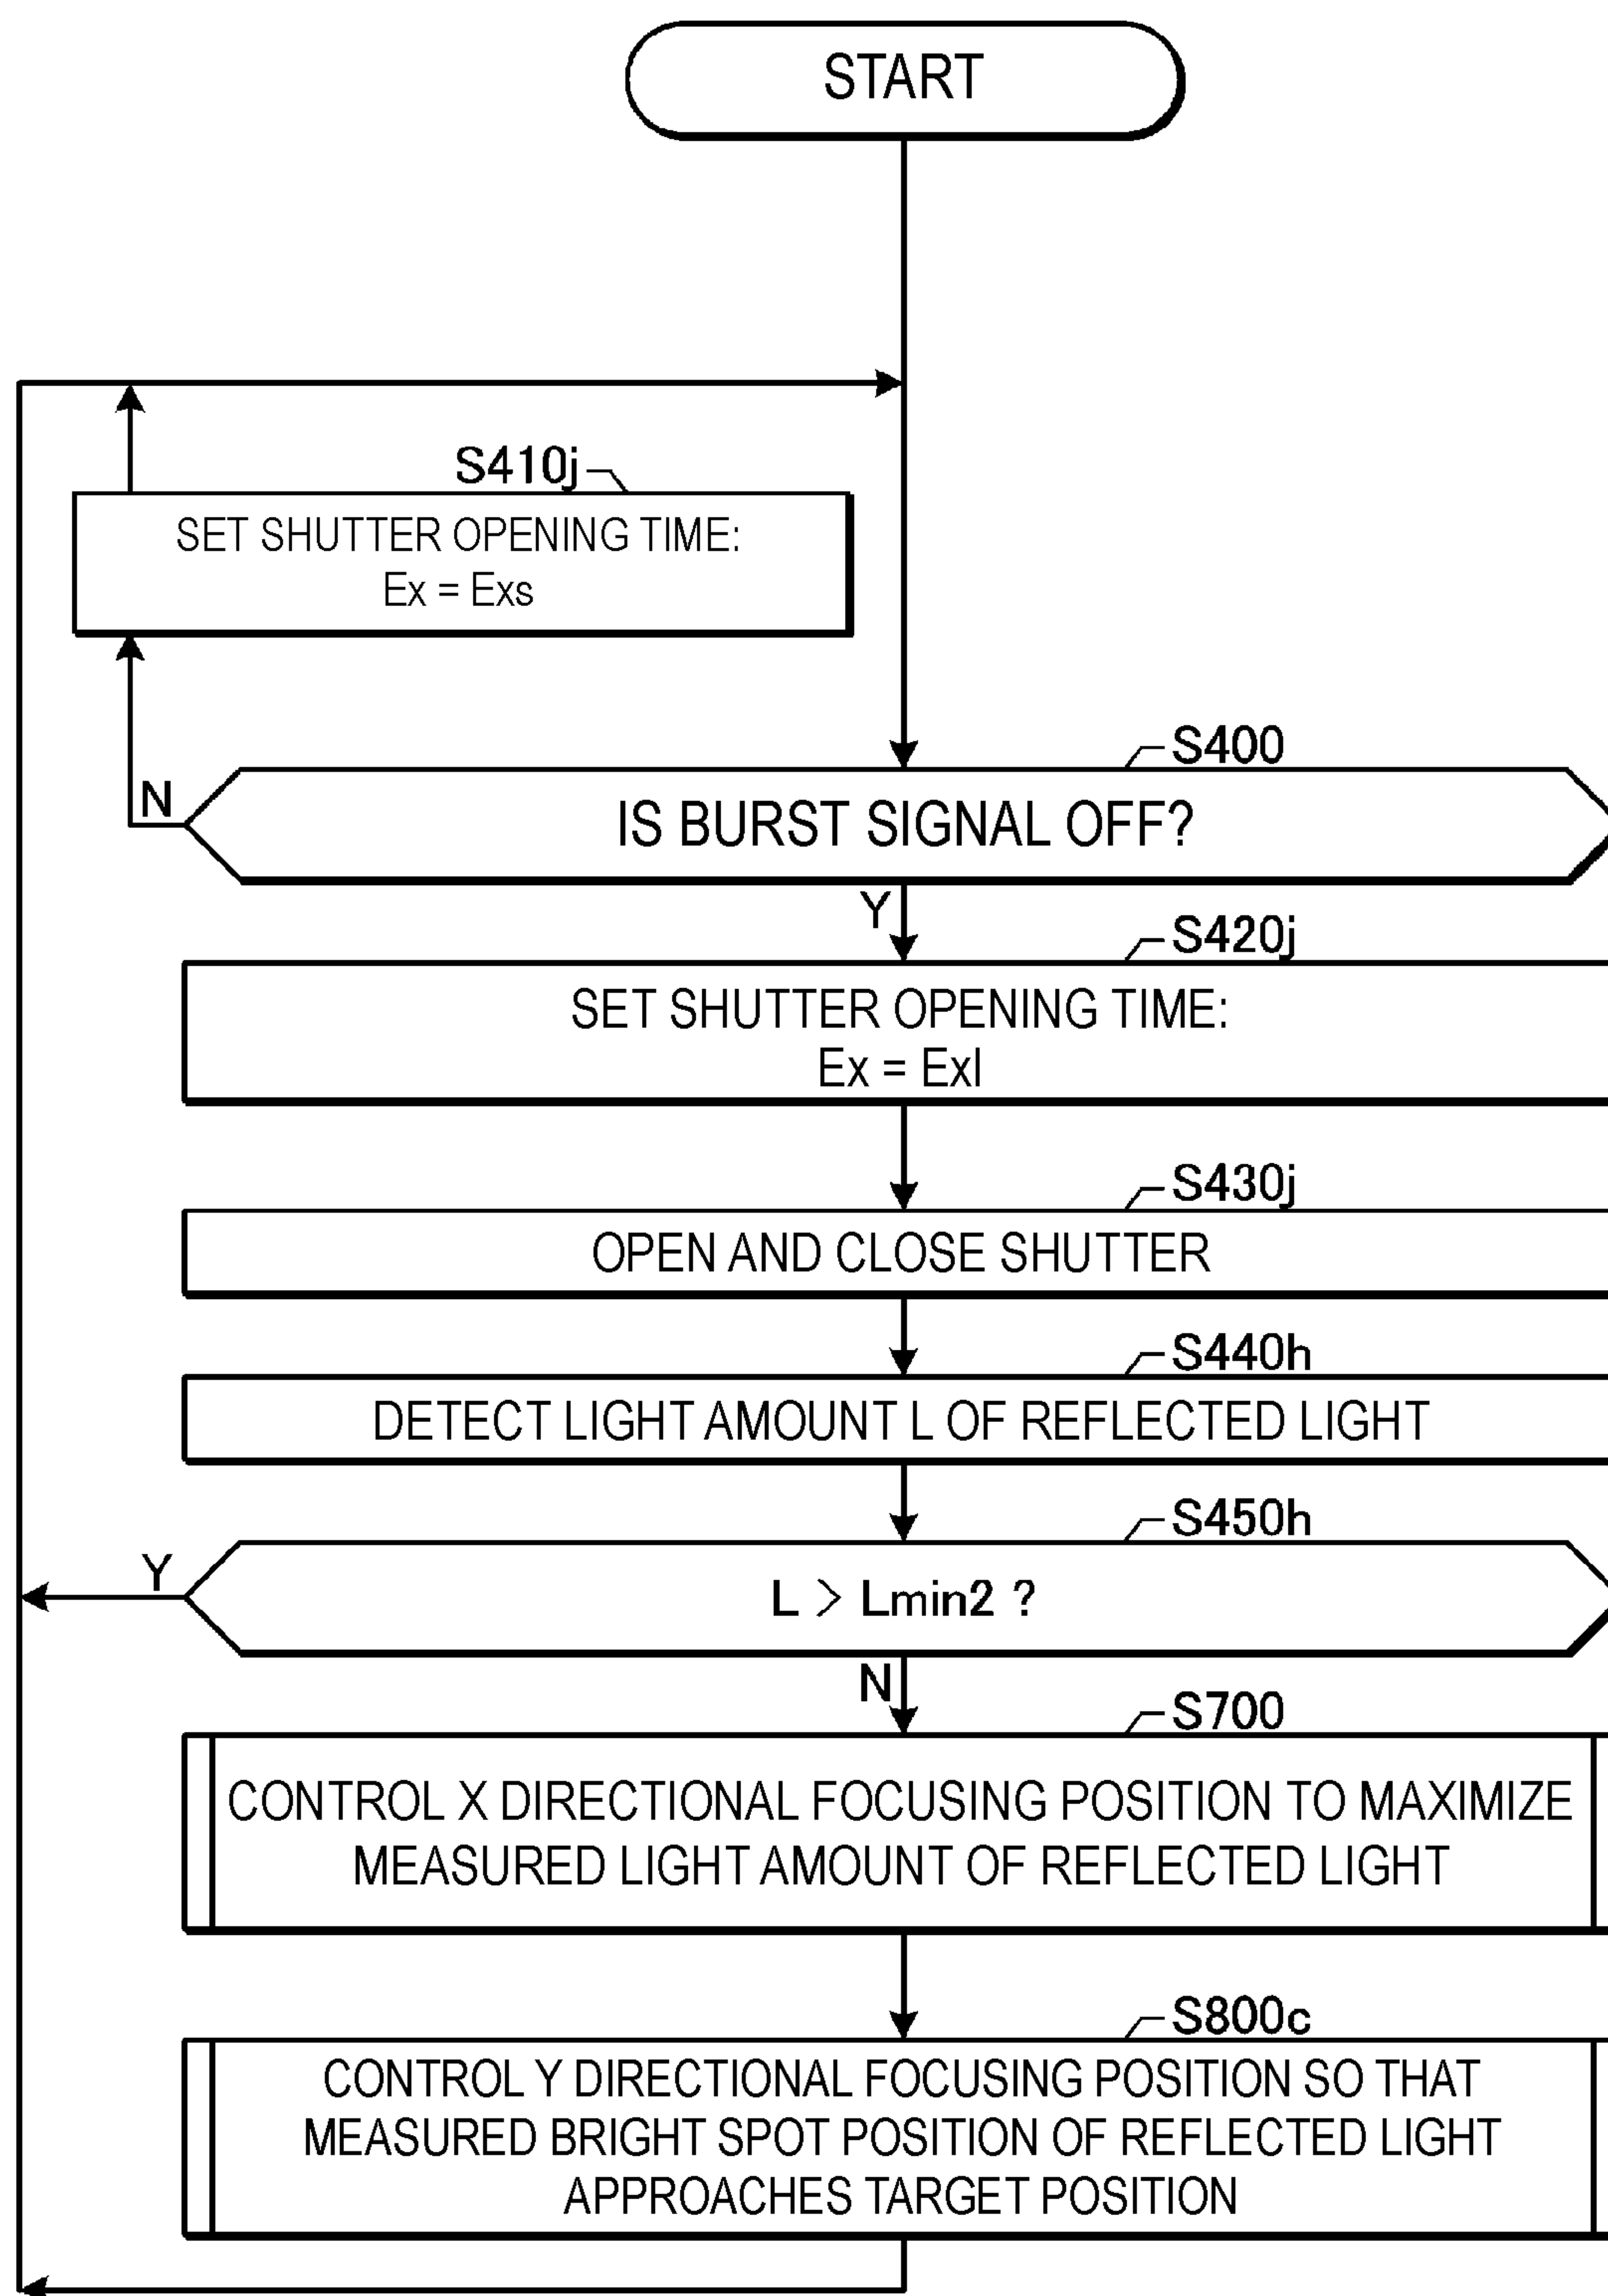 START
S410j
SET SHUTTER OPENING TIME:
Ex = Exs
S400
N
IS BURST SIGNAL OFF?
Y
S420j
SET SHUTTER OPENING TIME:
Ex = Exl
S430j
OPEN AND CLOSE SHUTTER
S440h
DETECT LIGHT AMOUNT L OF REFLECTED LIGHT
S450h
Y
L > Lmin2 ?
N
S700
CONTROL X DIRECTIONAL FOCUSING POSITION TO MAXIMIZE
MEASURED LIGHT AMOUNT OF REFLECTED LIGHT
S800c
CONTROL Y DIRECTIONAL FOCUSING POSITION SO THAT
MEASURED BRIGHT SPOT POSITION OF REFLECTED LIGHT
APPROACHES TARGET POSITION